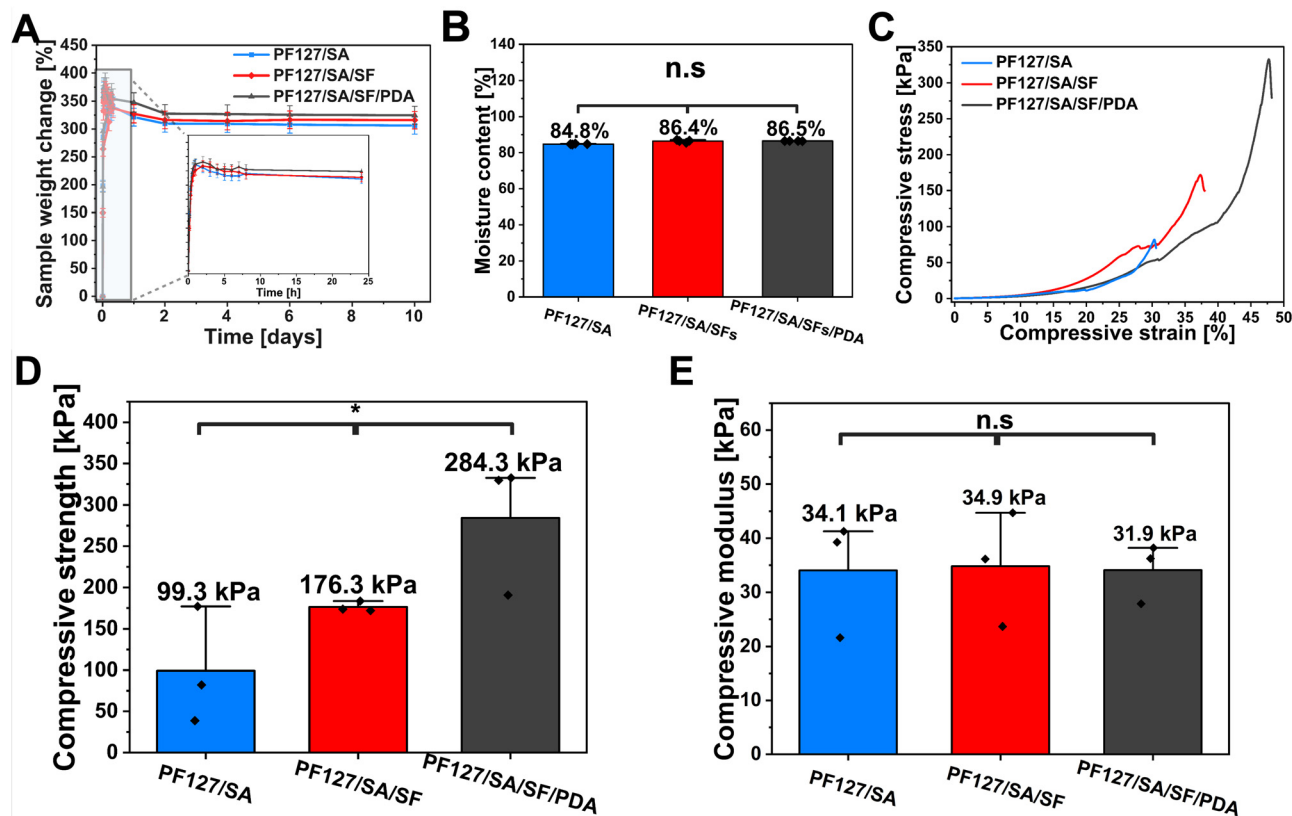 A
Sample weight change [%]
450
400
350
300
250
200
150
100
50
0
PF127/SA
PF127/SA/SF
PF127/SA/SF/PDA
0 5 10 15 20 25
Time [h]
0 2 4 6 8 10
Time [days]
B
Moisture content [%]
140
120
100
80
60
40
20
0
n.s
84.8%
86.4%
86.5%
PF127/SA
PF127/SA/SFs
PF127/SA/SFs/PDA
C
Compressive stress [kPa]
350
300
250
200
150
100
50
0
PF127/SA
PF127/SA/SF
PF127/SA/SF/PDA
0 5 10 15 20 25 30 35 40 45 50
Compressive strain [%]
D
Compressive strength [kPa]
400
350
300
250
200
150
100
50
0
*
99.3 kPa
176.3 kPa
284.3 kPa
PF127/SA
PF127/SA/SF
PF127/SA/SF/PDA
E
Compressive modulus [kPa]
60
50
40
30
20
10
0
n.s
34.1 kPa
34.9 kPa
31.9 kPa
PF127/SA
PF127/SA/SF
PF127/SA/SF/PDA